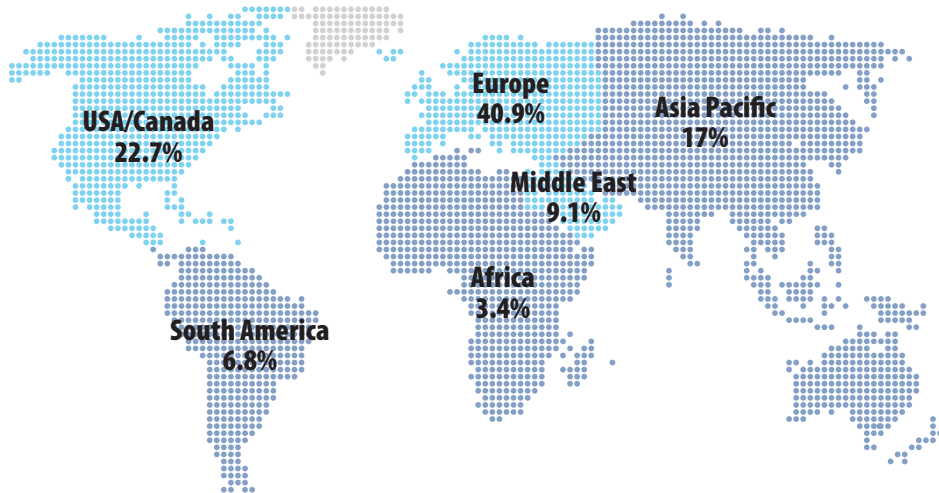 Europe
40.9%
Asia Pacific
17%
USA/Canada
22.7%
Middle East
9.1%
Africa
3.4%
South America
6.8%